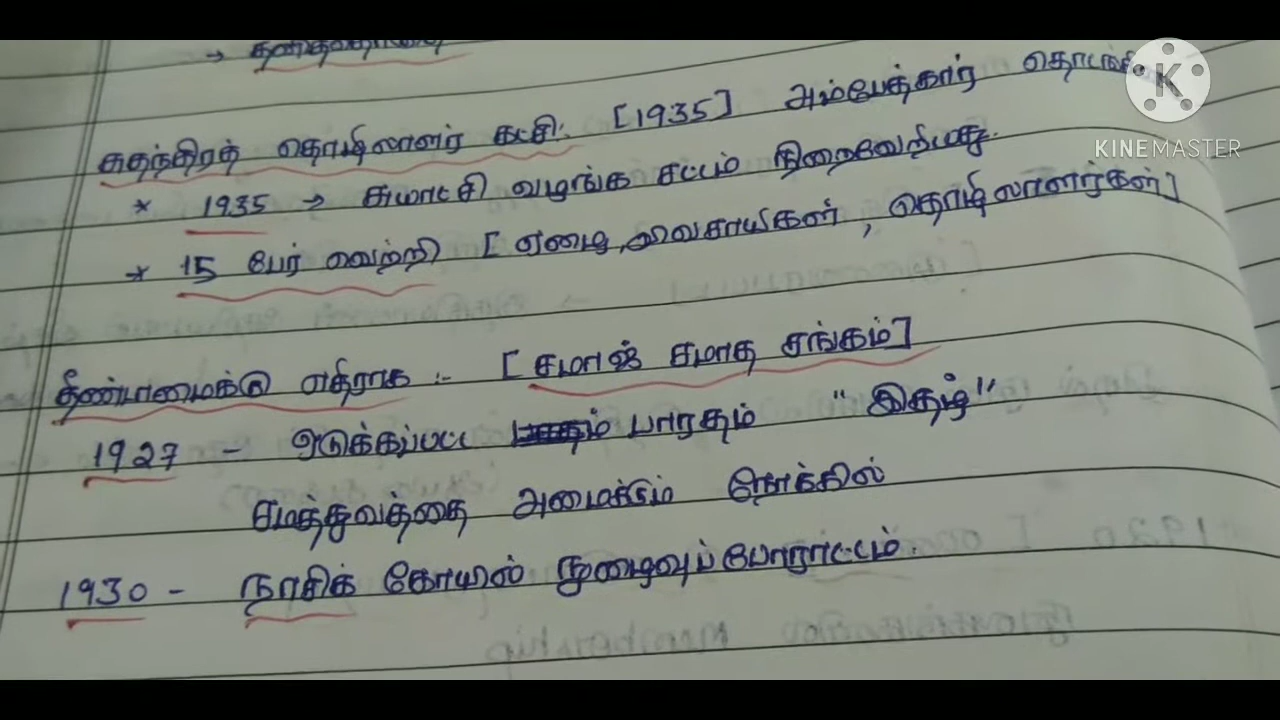 சுதந்திரத் தொழிலாளர் கட்சி:- [1935] அம்பேத்கார்
* 1935 → சுயாட்சி வழங்க சட்டம் நிறைவேறியது.
* 15 பேர் வெற்றி [ ஏழை, விவசாயிகள், தொழிலாளர்கள்]
தீண்டாமைக்கு எதிராக :- [ சமாஜ் சமாத சங்கம்]
1927 - ஒடுக்கப்பட்ட பாரதம் " இதழ்"
சமத்துவத்தை அமைக்கும் நோக்கில்
1930 - நாசிக் கோயில் நுழைவுப் போராட்டம்.
KINEMASTER